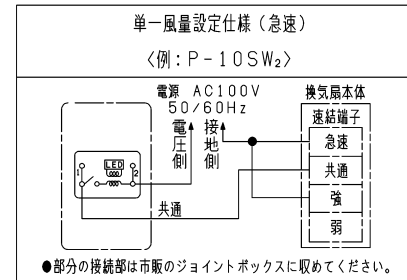 単一風量設定仕様（急速）
〈例：P－10SW₂〉
電源 AC100V
50/60Hz
電圧側
接地側
換気扇本体
速結端子
急速
共通
強
弱
LED
1
2
共通
●部分の接続部は市販のジョイントボックスに収めてください。